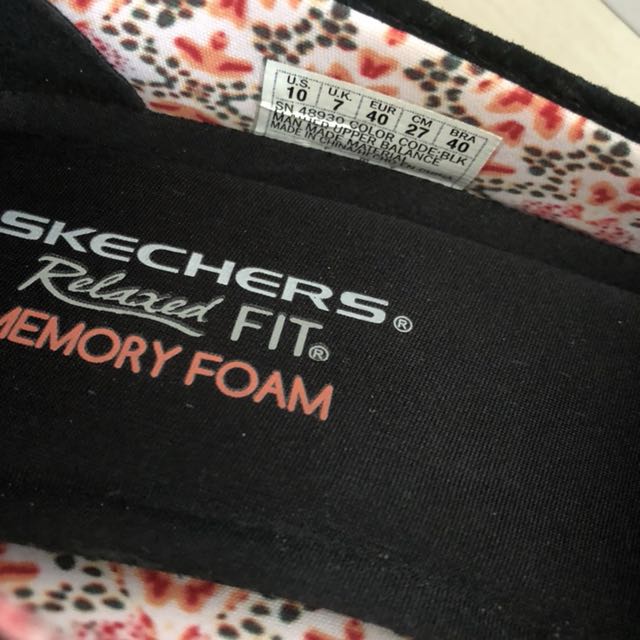 U.S. U.K. EUR CM BRA
10 7 40 27 40
SN 48930 COLOR CODE:BLK
MAN MADE UPPER BALANCE
MAN MADE MATERIAL
MADE IN CHINA
SKECHERS®
Relaxed FIT®
MEMORY FOAM